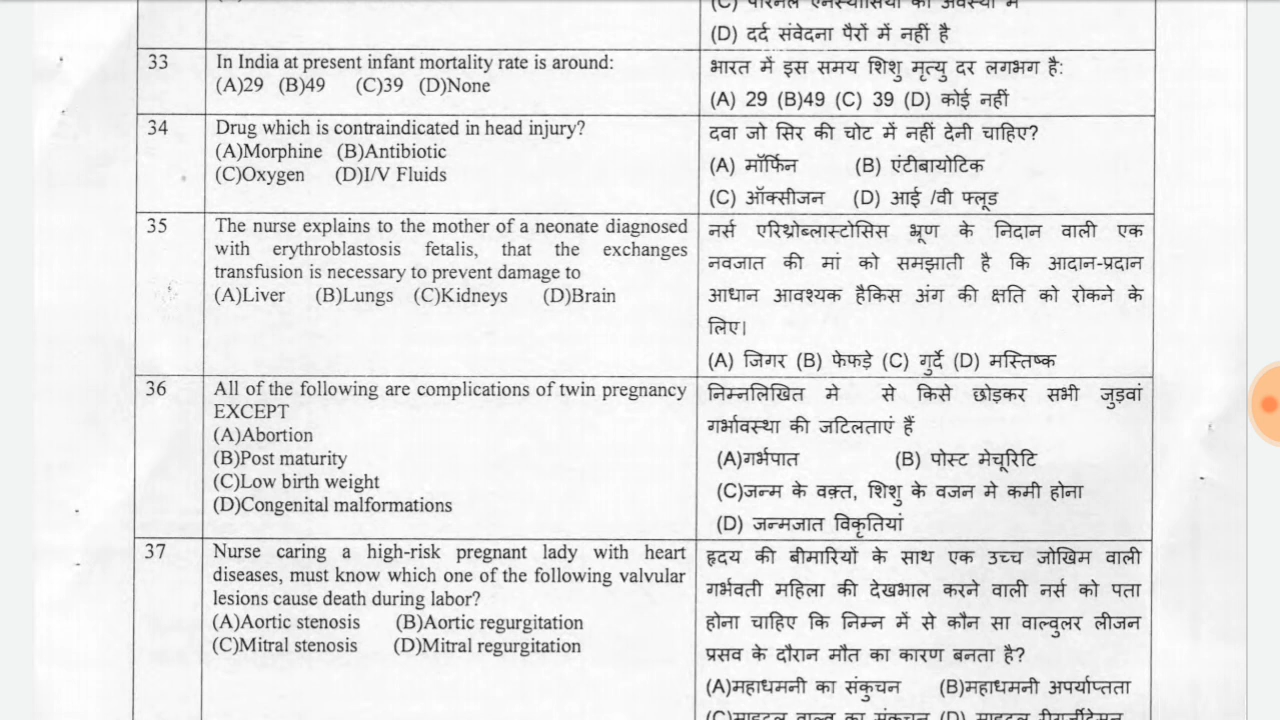 (D) दर्द संवेदना पैरों में नहीं है
33
In India at present infant mortality rate is around:
(A)29 (B)49 (C)39 (D)None
भारत में इस समय शिशु मृत्यु दर लगभग है:
(A) 29 (B)49 (C) 39 (D) कोई नहीं
34
Drug which is contraindicated in head injury?
(A)Morphine (B)Antibiotic
(C)Oxygen (D)I/V Fluids
दवा जो सिर की चोट में नहीं देनी चाहिए?
(A) मॉर्फिन (B) एंटीबायोटिक
(C) ऑक्सीजन (D) आई /वी फ्लूड
35
The nurse explains to the mother of a neonate diagnosed
with erythroblastosis fetalis, that the exchanges
transfusion is necessary to prevent damage to
(A)Liver (B)Lungs (C)Kidneys (D)Brain
नर्स एरिथ्रोब्लास्टोसिस भ्रूण के निदान वाली एक
नवजात की मां को समझाती है कि आदान-प्रदान
आधान आवश्यक हैकिस अंग की क्षति को रोकने के
लिए।
(A) जिगर (B) फेफड़े (C) गुर्दे (D) मस्तिष्क
36
All of the following are complications of twin pregnancy
EXCEPT
(A)Abortion
(B)Post maturity
(C)Low birth weight
(D)Congenital malformations
निम्नलिखित मे से किसे छोड़कर सभी जुड़वां
गर्भावस्था की जटिलताएं हैं
(A)गर्भपात (B) पोस्ट मेचूरिटि
(C)जन्म के वक़्त, शिशु के वजन मे कमी होना
(D) जन्मजात विकृतियां
37
Nurse caring a high-risk pregnant lady with heart
diseases, must know which one of the following valvular
lesions cause death during labor?
(A)Aortic stenosis (B)Aortic regurgitation
(C)Mitral stenosis (D)Mitral regurgitation
हृदय की बीमारियों के साथ एक उच्च जोखिम वाली
गर्भवती महिला की देखभाल करने वाली नर्स को पता
होना चाहिए कि निम्न में से कौन सा वाल्वुलर लीजन
प्रसव के दौरान मौत का कारण बनता है?
(A)महाधमनी का संकुचन (B)महाधमनी अपर्याप्तता